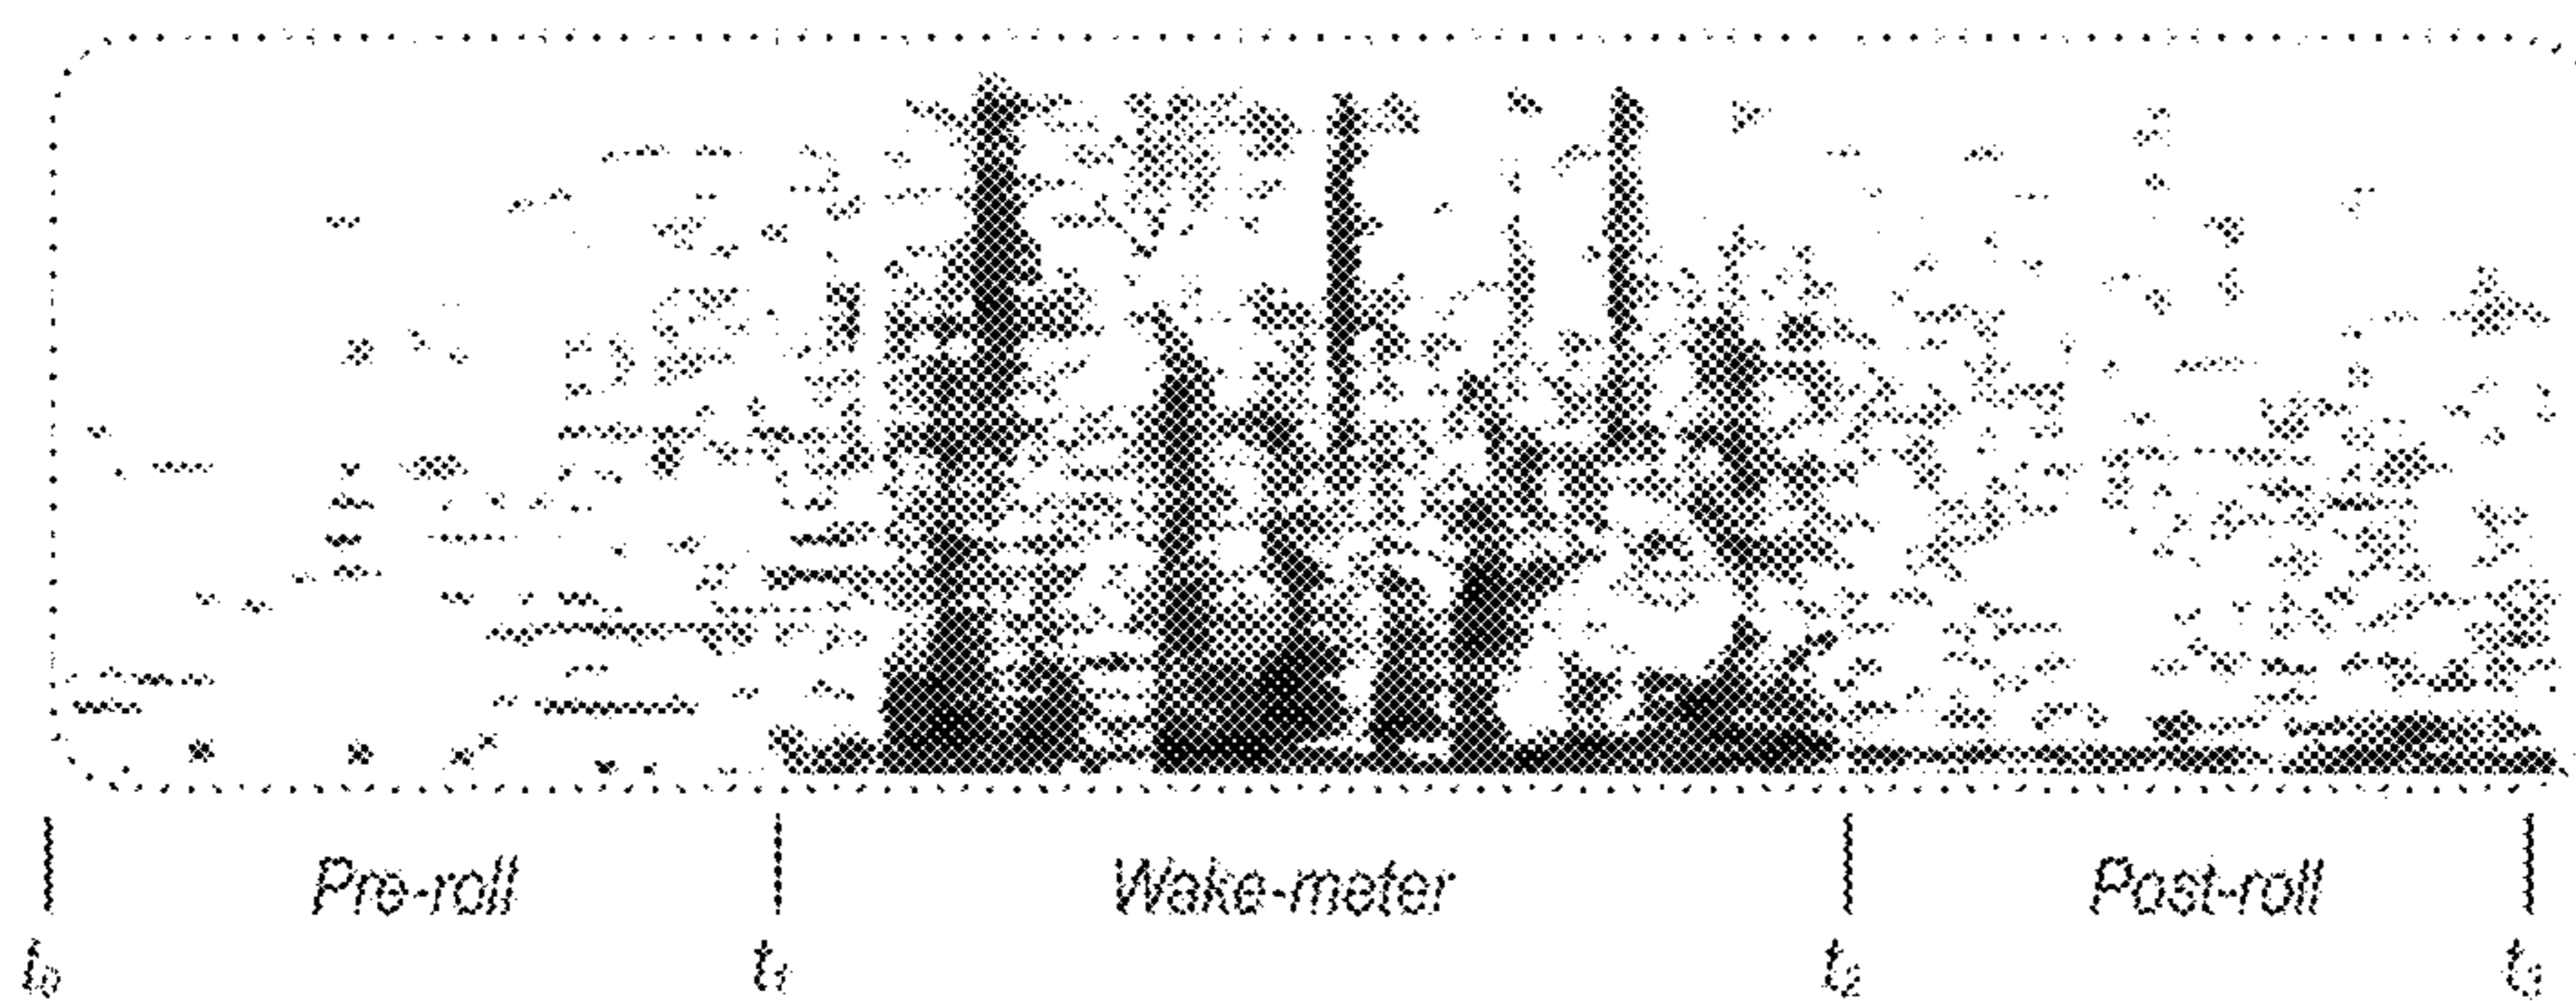 Pre-roll Wake-meter Post-roll
t₀ t₁ t₂ t₃